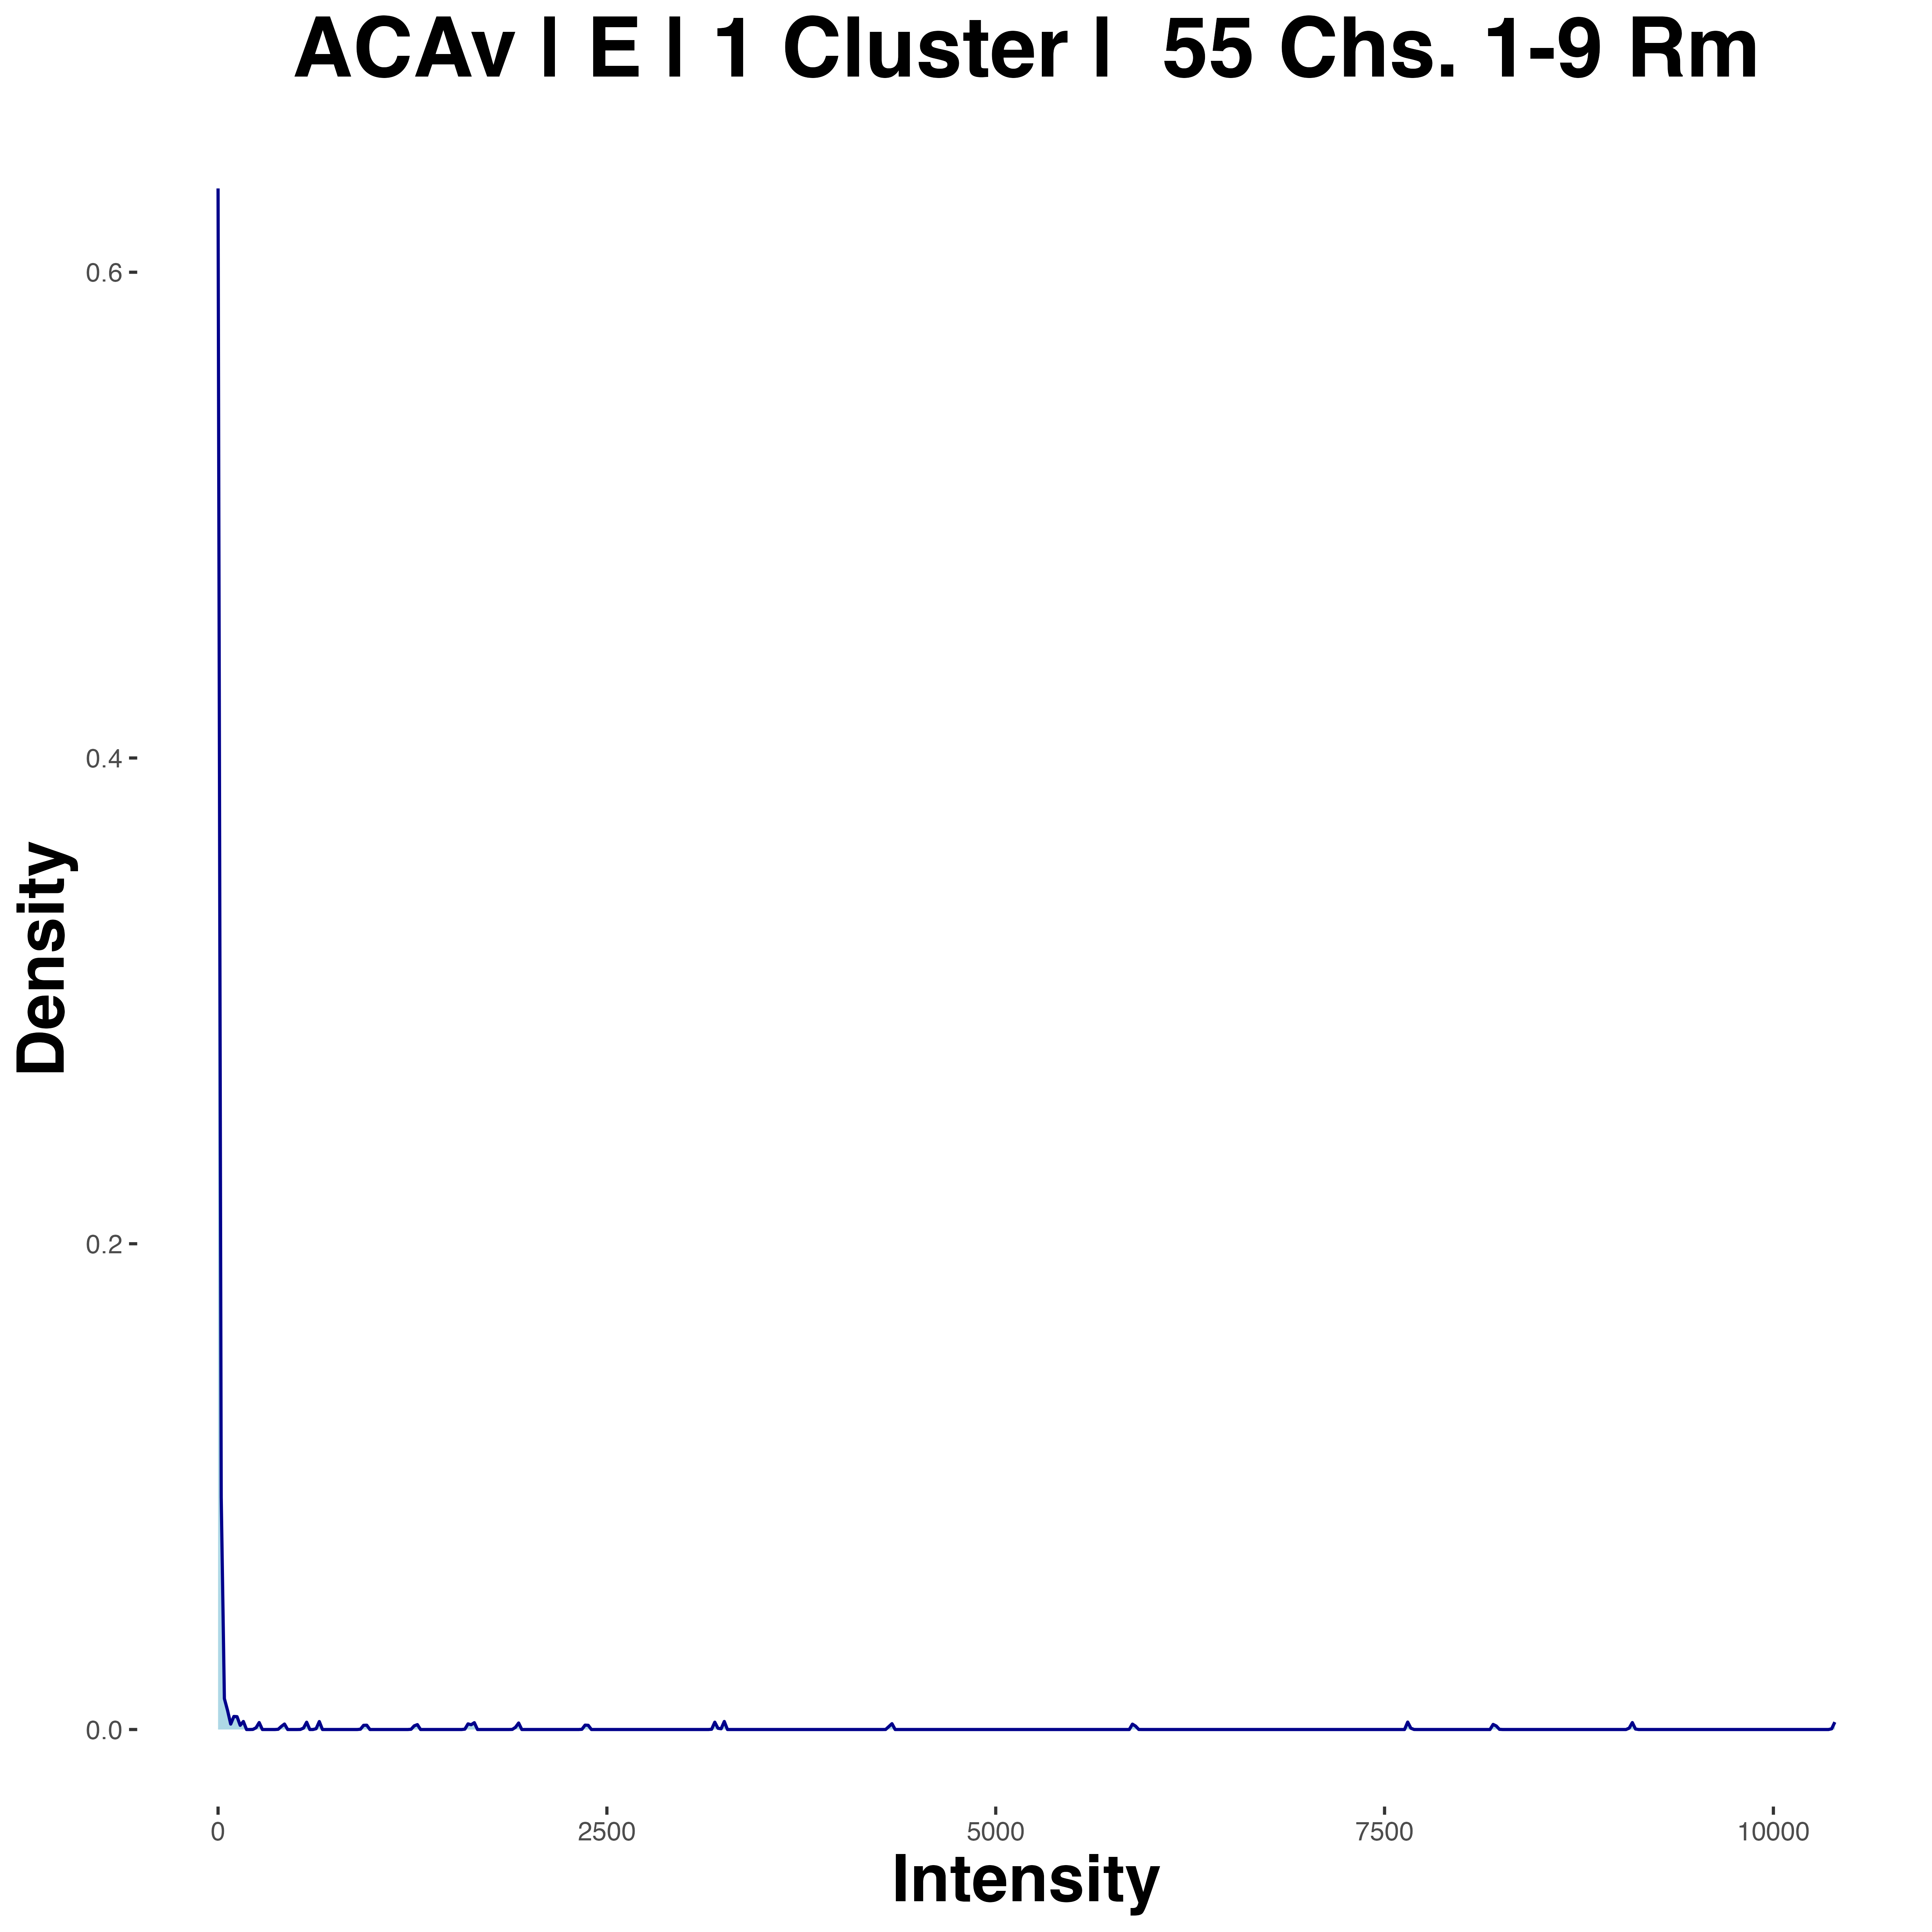 ACAv | E | 1 Cluster |  55 Chs. 1-9 Rm
0.6
0.4
0.2
0.0
Density
0 2500 5000 7500 10000
Intensity